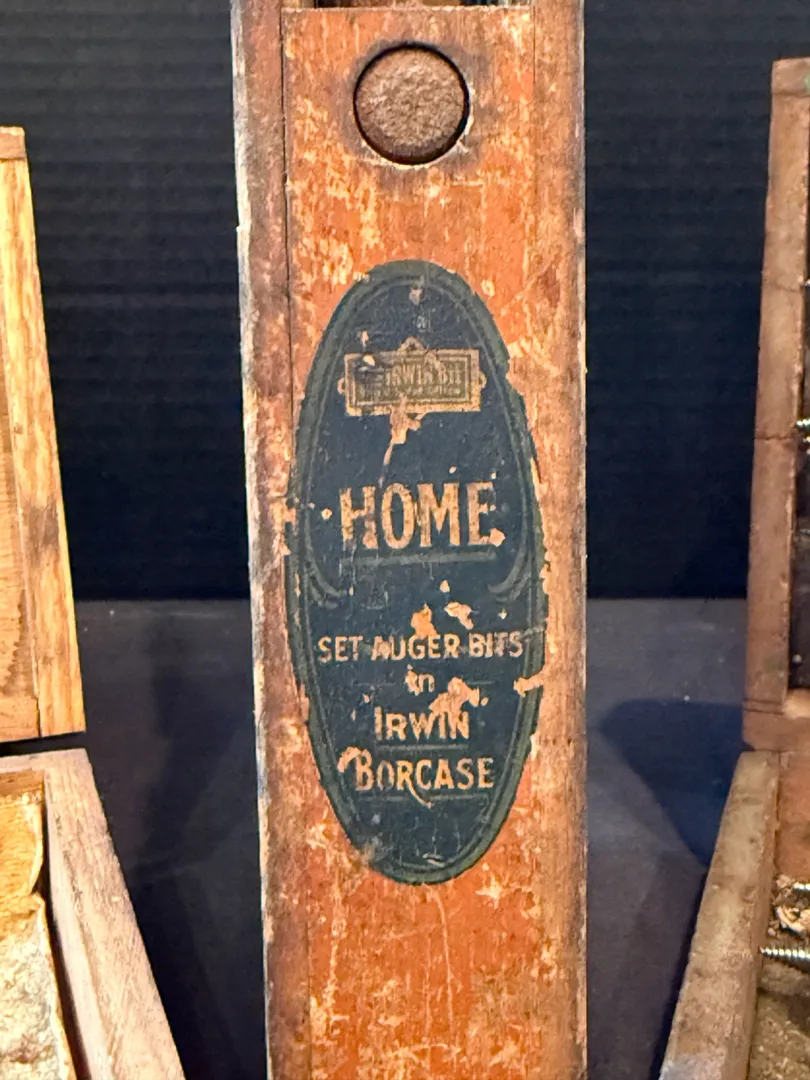 IRWIN BIT
HOME
SET AUGER BITS
in
IRWIN
BORCASE